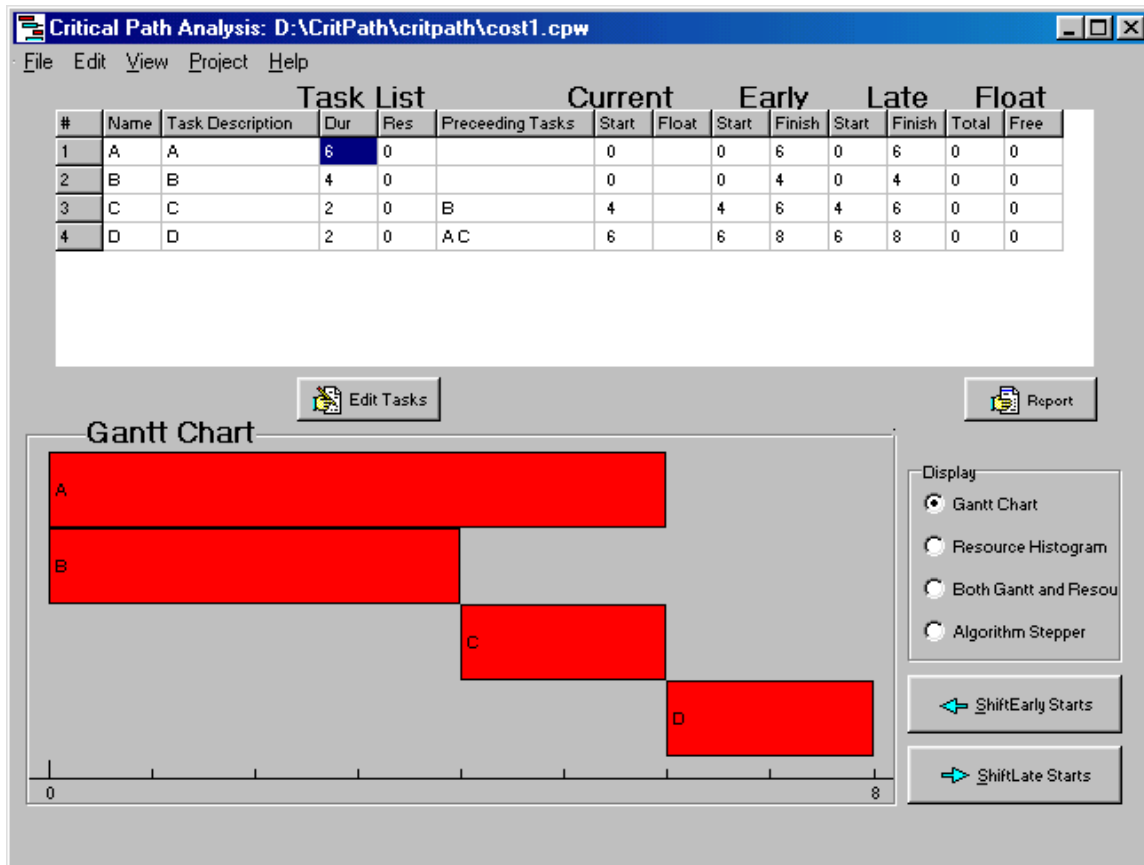 Critical Path Analysis: D:\CritPath\critpath\cost1.cpw
File Edit View Project Help
Task List Current Early Late Float
# Name Task Description Dur Res Preceeding Tasks Start Float Start Finish Start Finish Total Free
1 A A 6 0 0 0 6 0 6 0 0
2 B B 4 0 0 0 4 0 4 0 0
3 C C 2 0 B 4 4 6 4 6 0 0
4 D D 2 0 A C 6 6 8 6 8 0 0
Edit Tasks
Report
Gantt Chart
A
B
C
D
0 8
Display
Gantt Chart
Resource Histogram
Both Gantt and Resou
Algorithm Stepper
ShiftEarly Starts
ShiftLate Starts